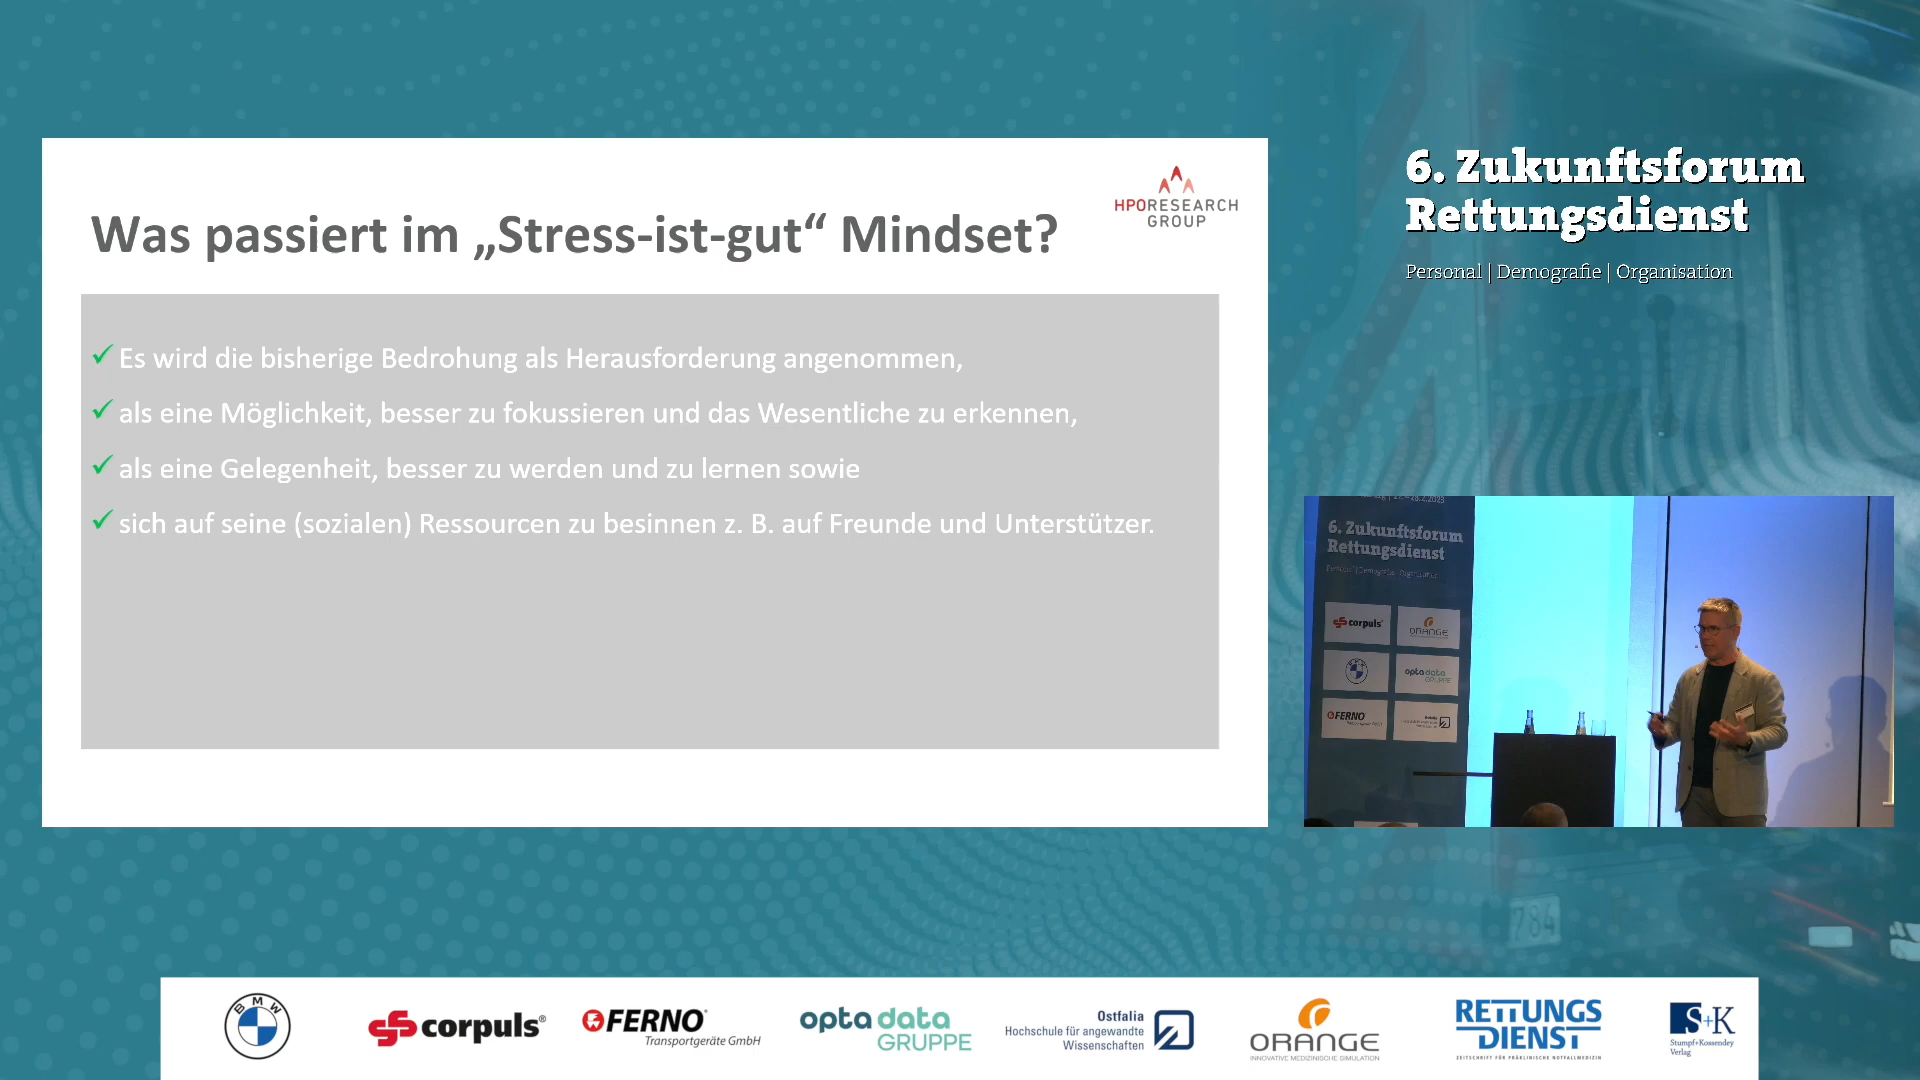 HPORESEARCH
GROUP
Was passiert im „Stress-ist-gut“ Mindset?
Es wird die bisherige Bedrohung als Herausforderung angenommen,
als eine Möglichkeit, besser zu fokussieren und das Wesentliche zu erkennen,
als eine Gelegenheit, besser zu werden und zu lernen sowie
sich auf seine (sozialen) Ressourcen zu besinnen z. B. auf Freunde und Unterstützer.
6. Zukunftsforum
Rettungsdienst
Personal | Demografie | Organisation
6. Zukunftsforum
Rettungsdienst
corpuls
ORANGE
opta data
GRUPPE
FERNO
784
BMW
corpuls®
FERNO®
Transportgeräte GmbH
opta data
GRUPPE
Ostfalia
Hochschule für angewandte
Wissenschaften
ORANGE
INNOVATIVE MEDIZINISCHE SIMULATION
RETTUNGS
DIENST
ZEITSCHRIFT FÜR PRÄKLINISCHE NOTFALLMEDIZIN
S+K
Stumpf+Kossendey
Verlag